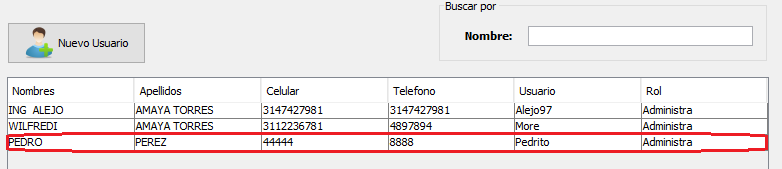 Buscar por
Nuevo Usuario
Nombre:
Nombres Apellidos Celular Telefono Usuario Rol
ING ALEJO AMAYA TORRES 3147427981 3147427981 Alejo97 Administra
WILFREDI AMAYA TORRES 3112236781 4897894 More Administra
PEDRO PEREZ 44444 8888 Pedrito Administra